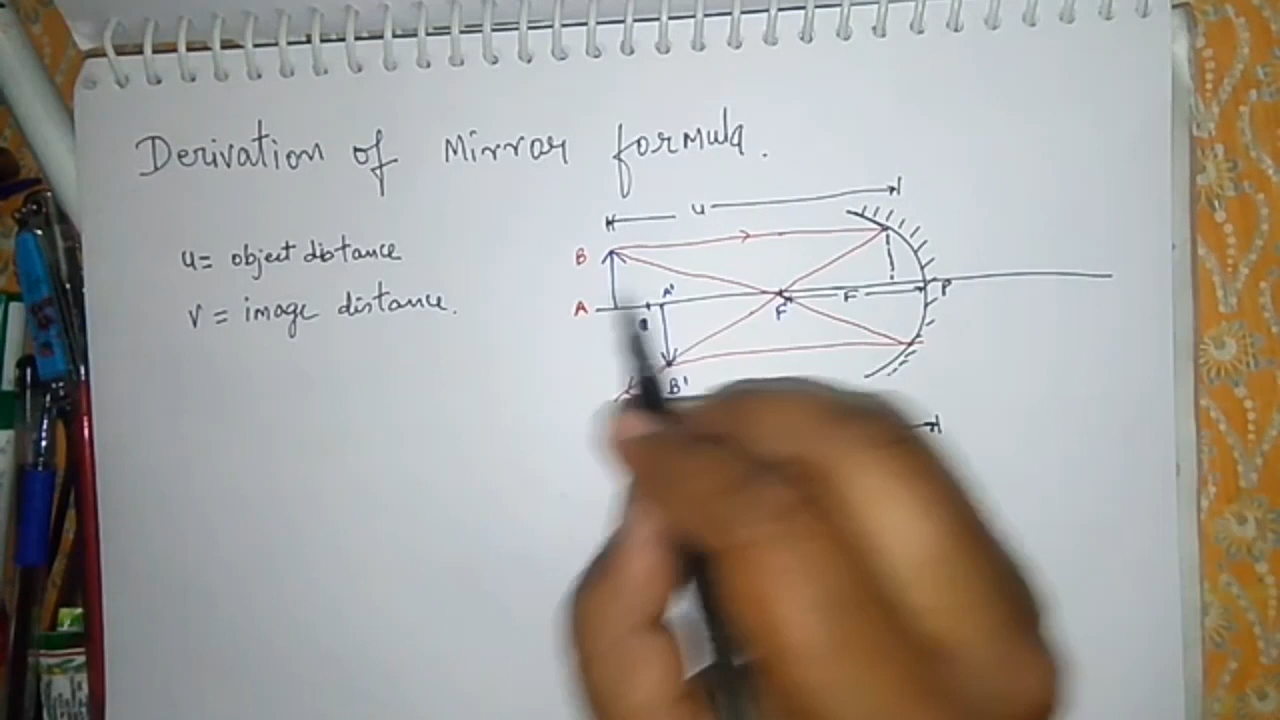 Derivation of Mirror formula.
u
u= object distance
B
v = image distance.
A
A'
F
F
P
B'